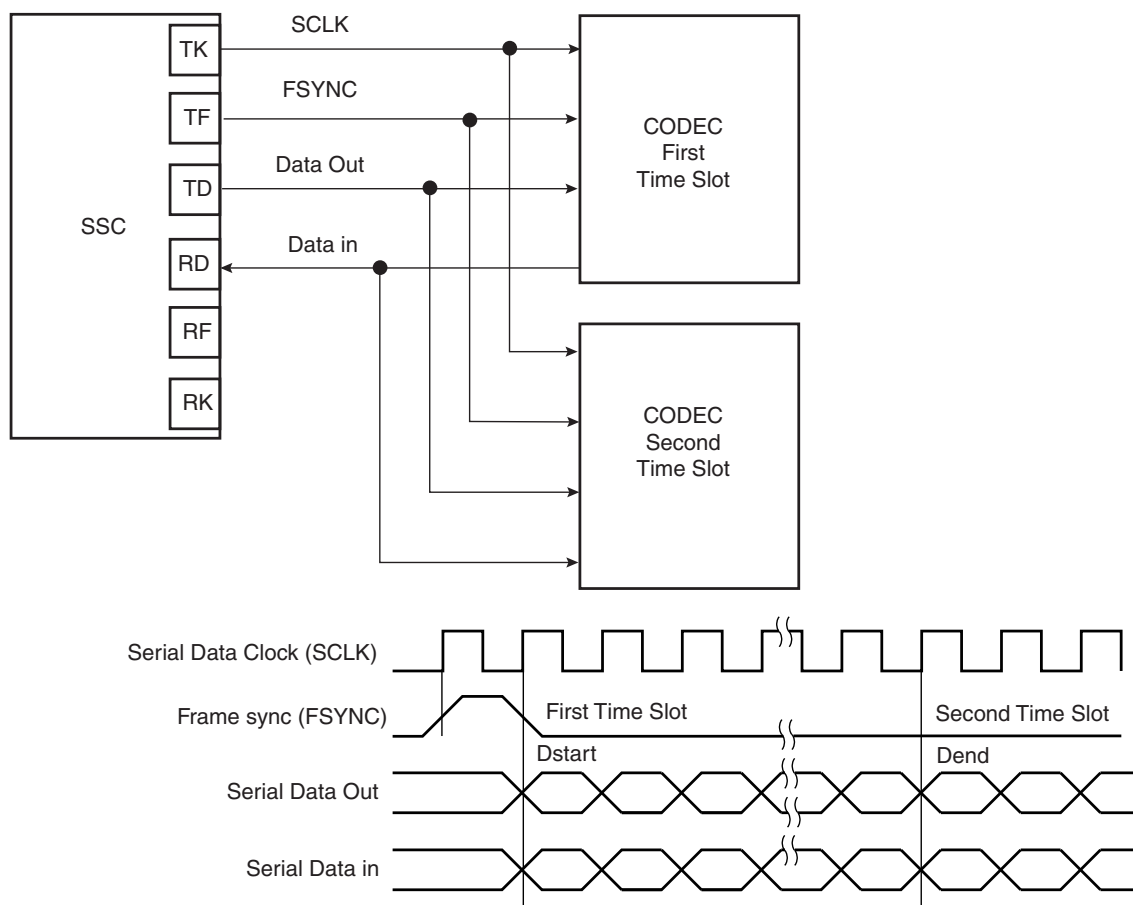 SSC
TK
TF
TD
RD
RF
RK
SCLK
FSYNC
Data Out
Data in
CODEC
First
Time Slot
CODEC
Second
Time Slot
Serial Data Clock (SCLK)
Frame sync (FSYNC)
First Time Slot
Second Time Slot
Dstart
Dend
Serial Data Out
Serial Data in